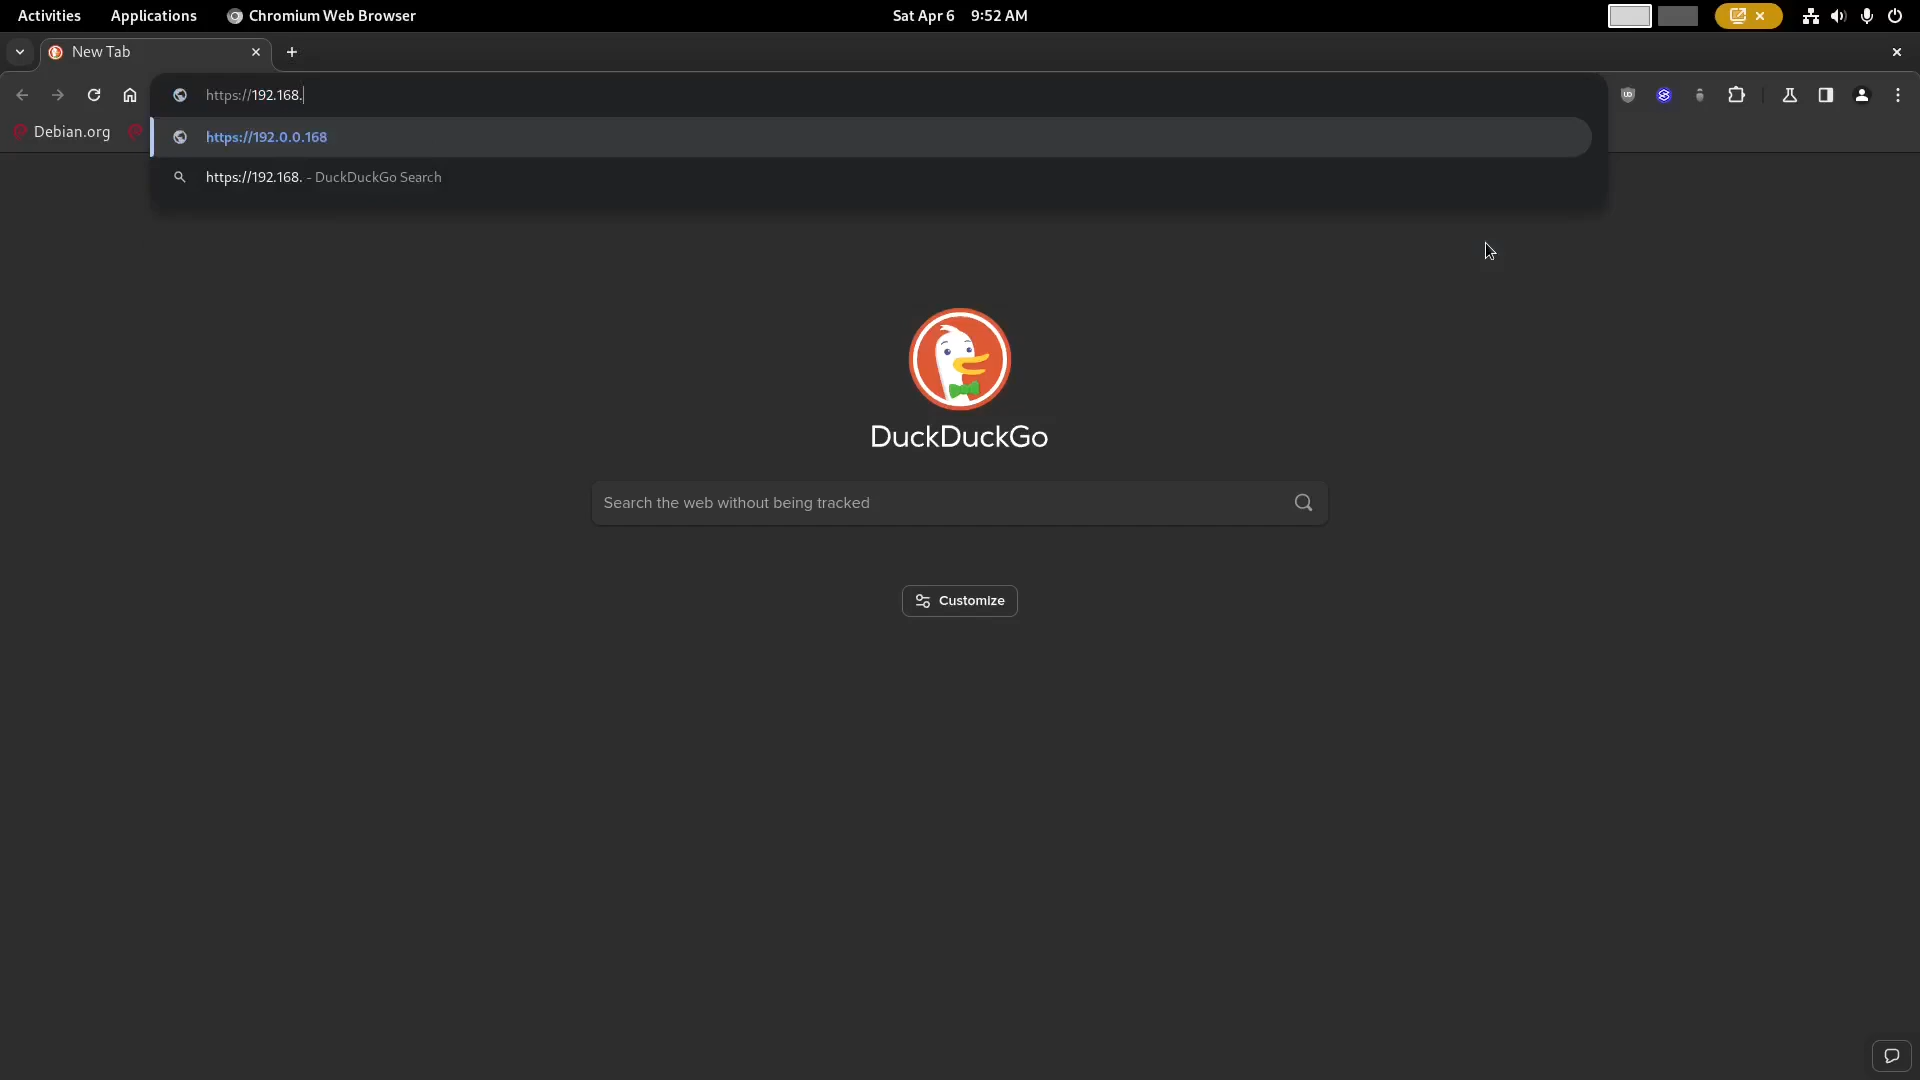 Activities Applications Chromium Web Browser Sat Apr 6 9:52 AM
New Tab
https://192.168.
UD
Debian.org
https://192.0.0.168
https://192.168. - DuckDuckGo Search
DuckDuckGo
Search the web without being tracked
Customize